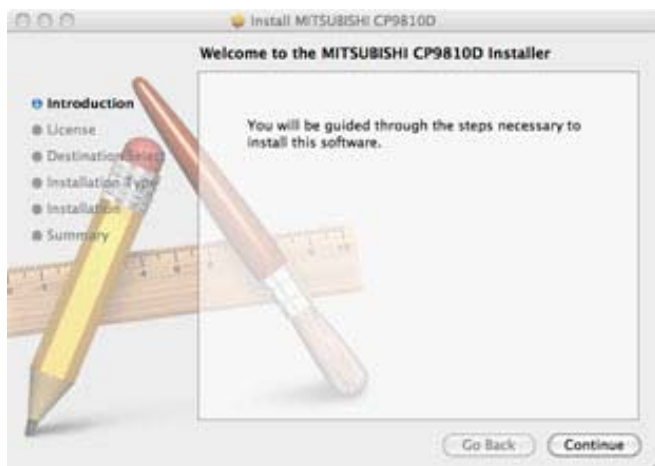 Install MITSUBISHI CP9810D
Welcome to the MITSUBISHI CP9810D Installer
Introduction
License
Destination Select
Installation Type
Installation
Summary
You will be guided through the steps necessary to
install this software.
Go Back
Continue